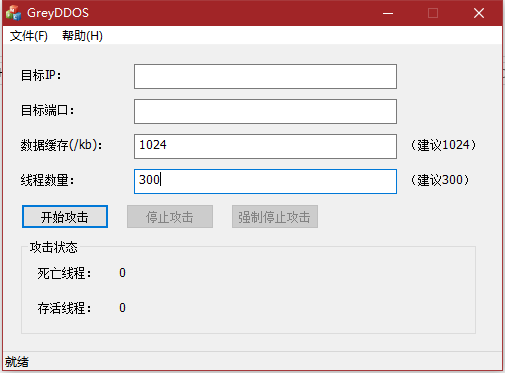 GreyDDOS
文件(F) 帮助(H)
目标IP：
目标端口：
数据缓存(/kb)： 1024 （建议1024）
线程数量： 300 （建议300）
开始攻击 停止攻击 强制停止攻击
攻击状态
死亡线程： 0
存活线程： 0
就绪